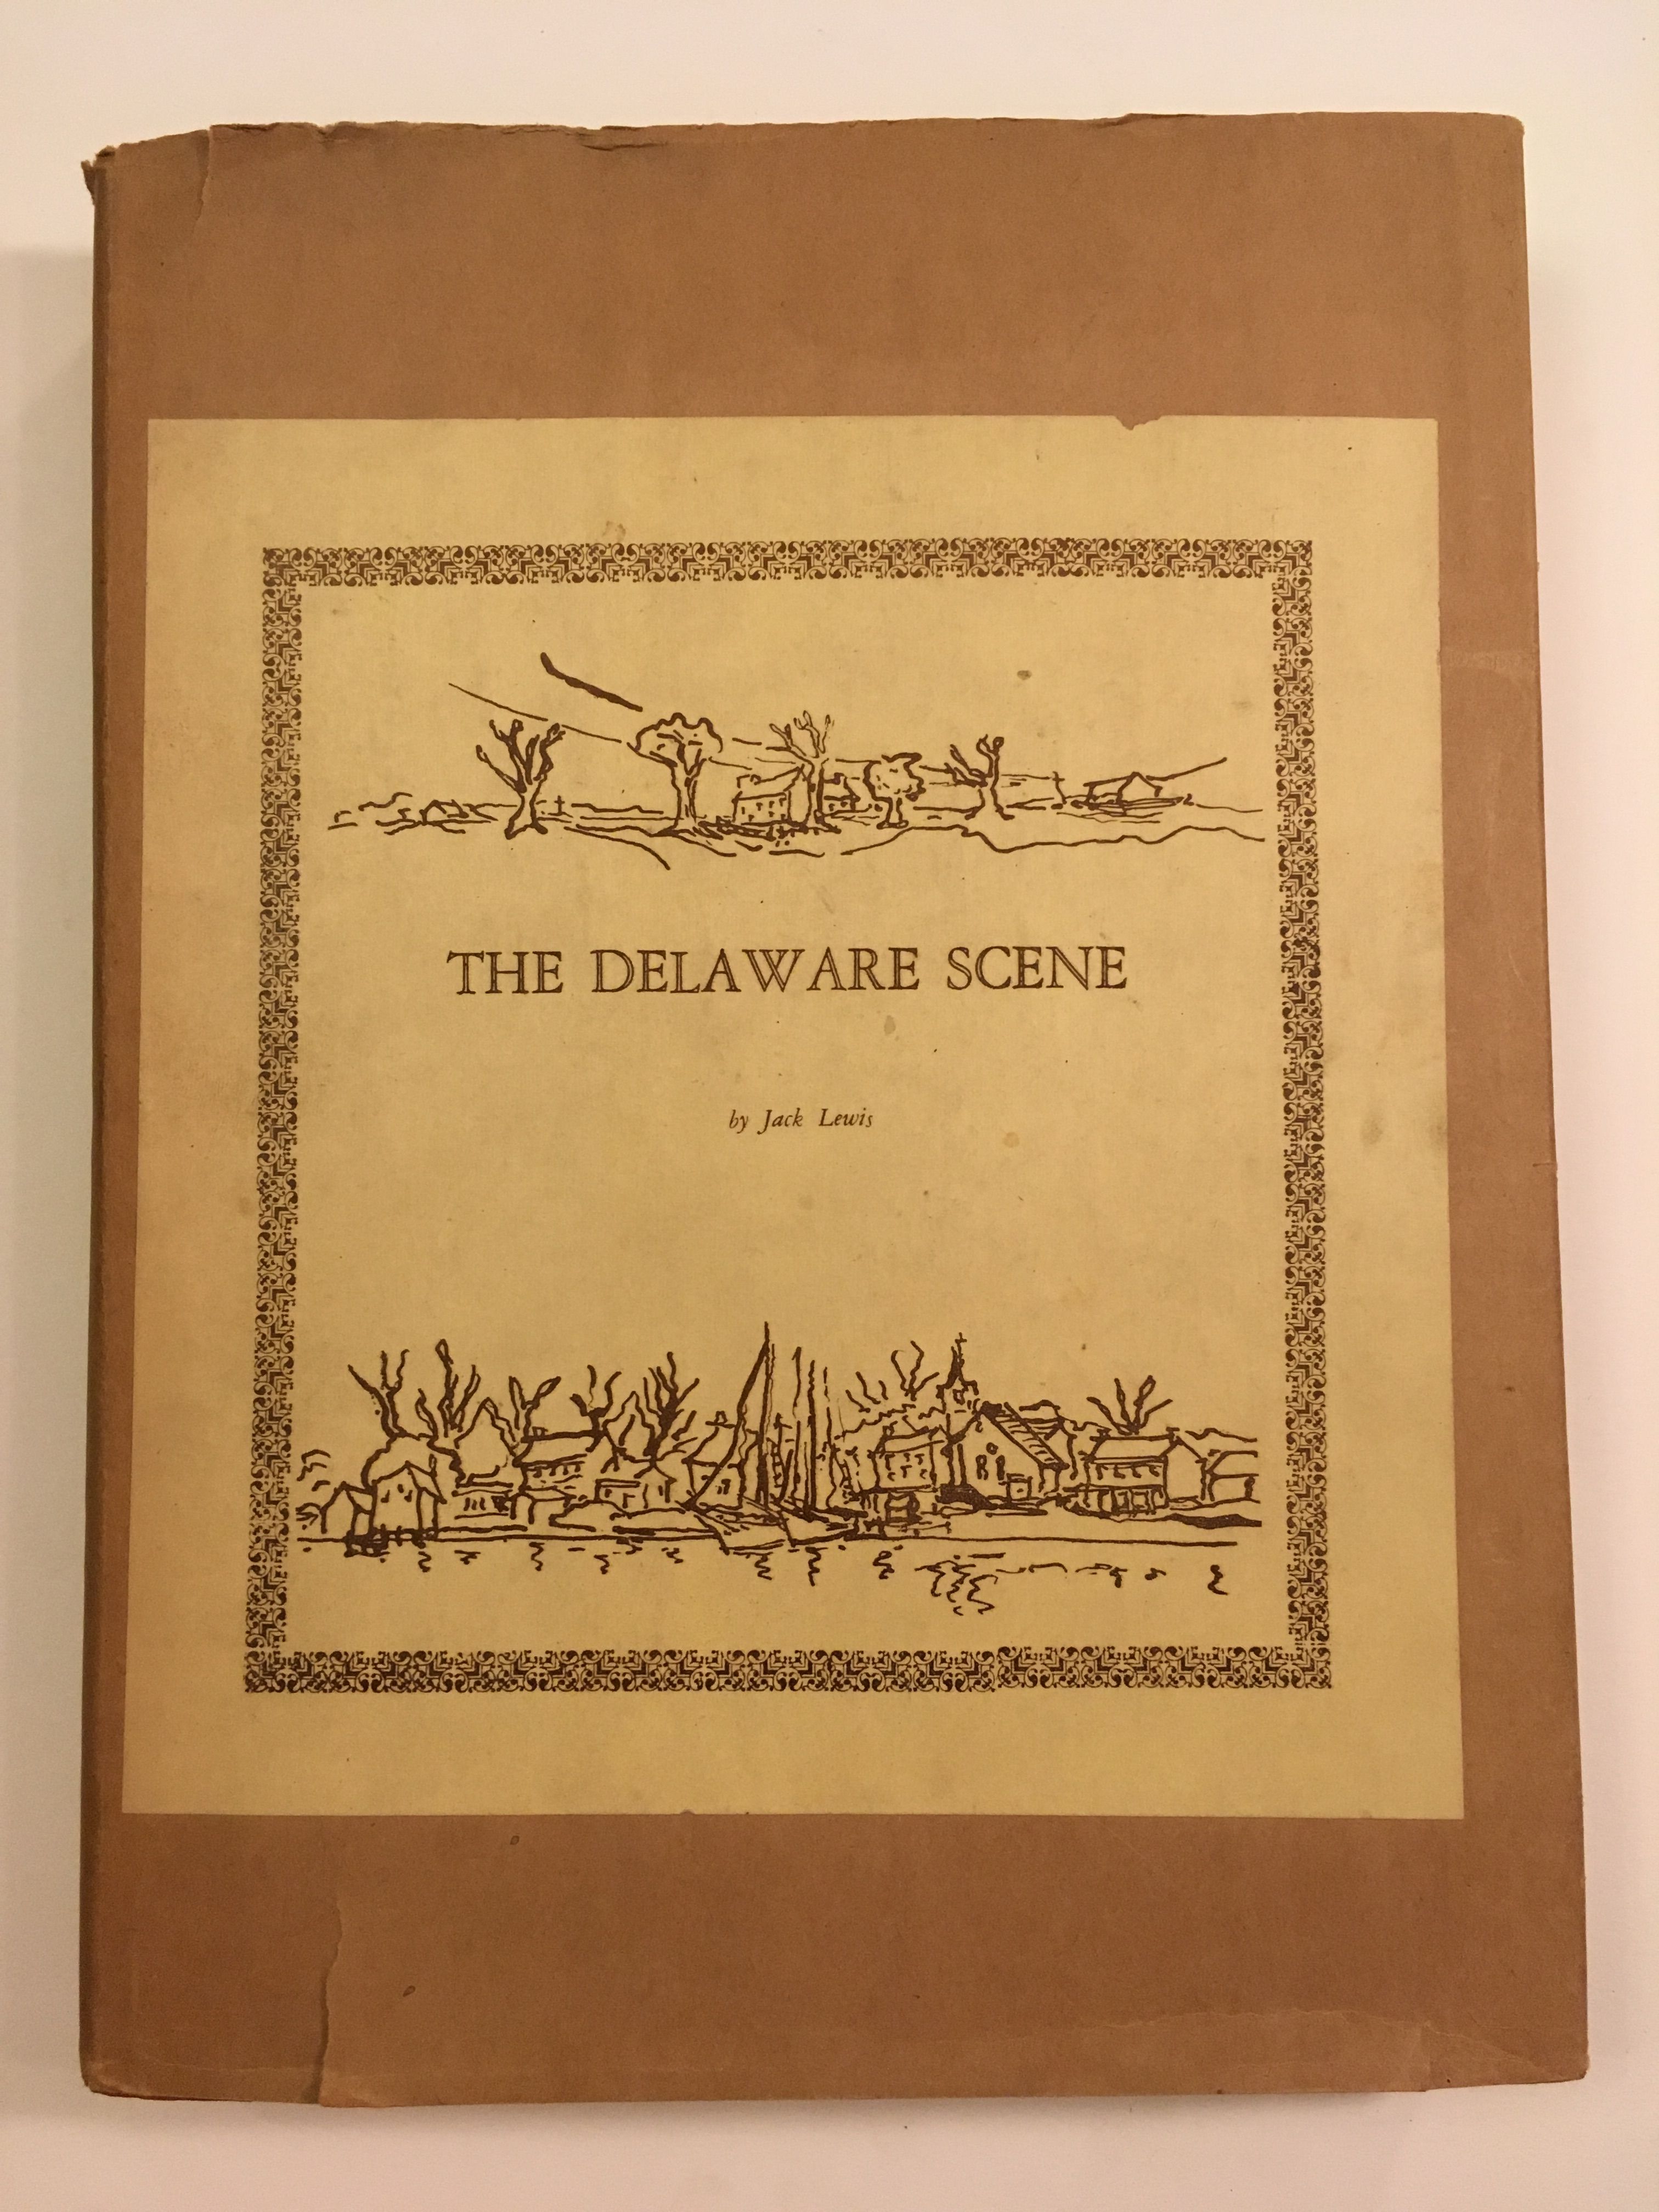 THE DELAWARE SCENE
by Jack Lewis